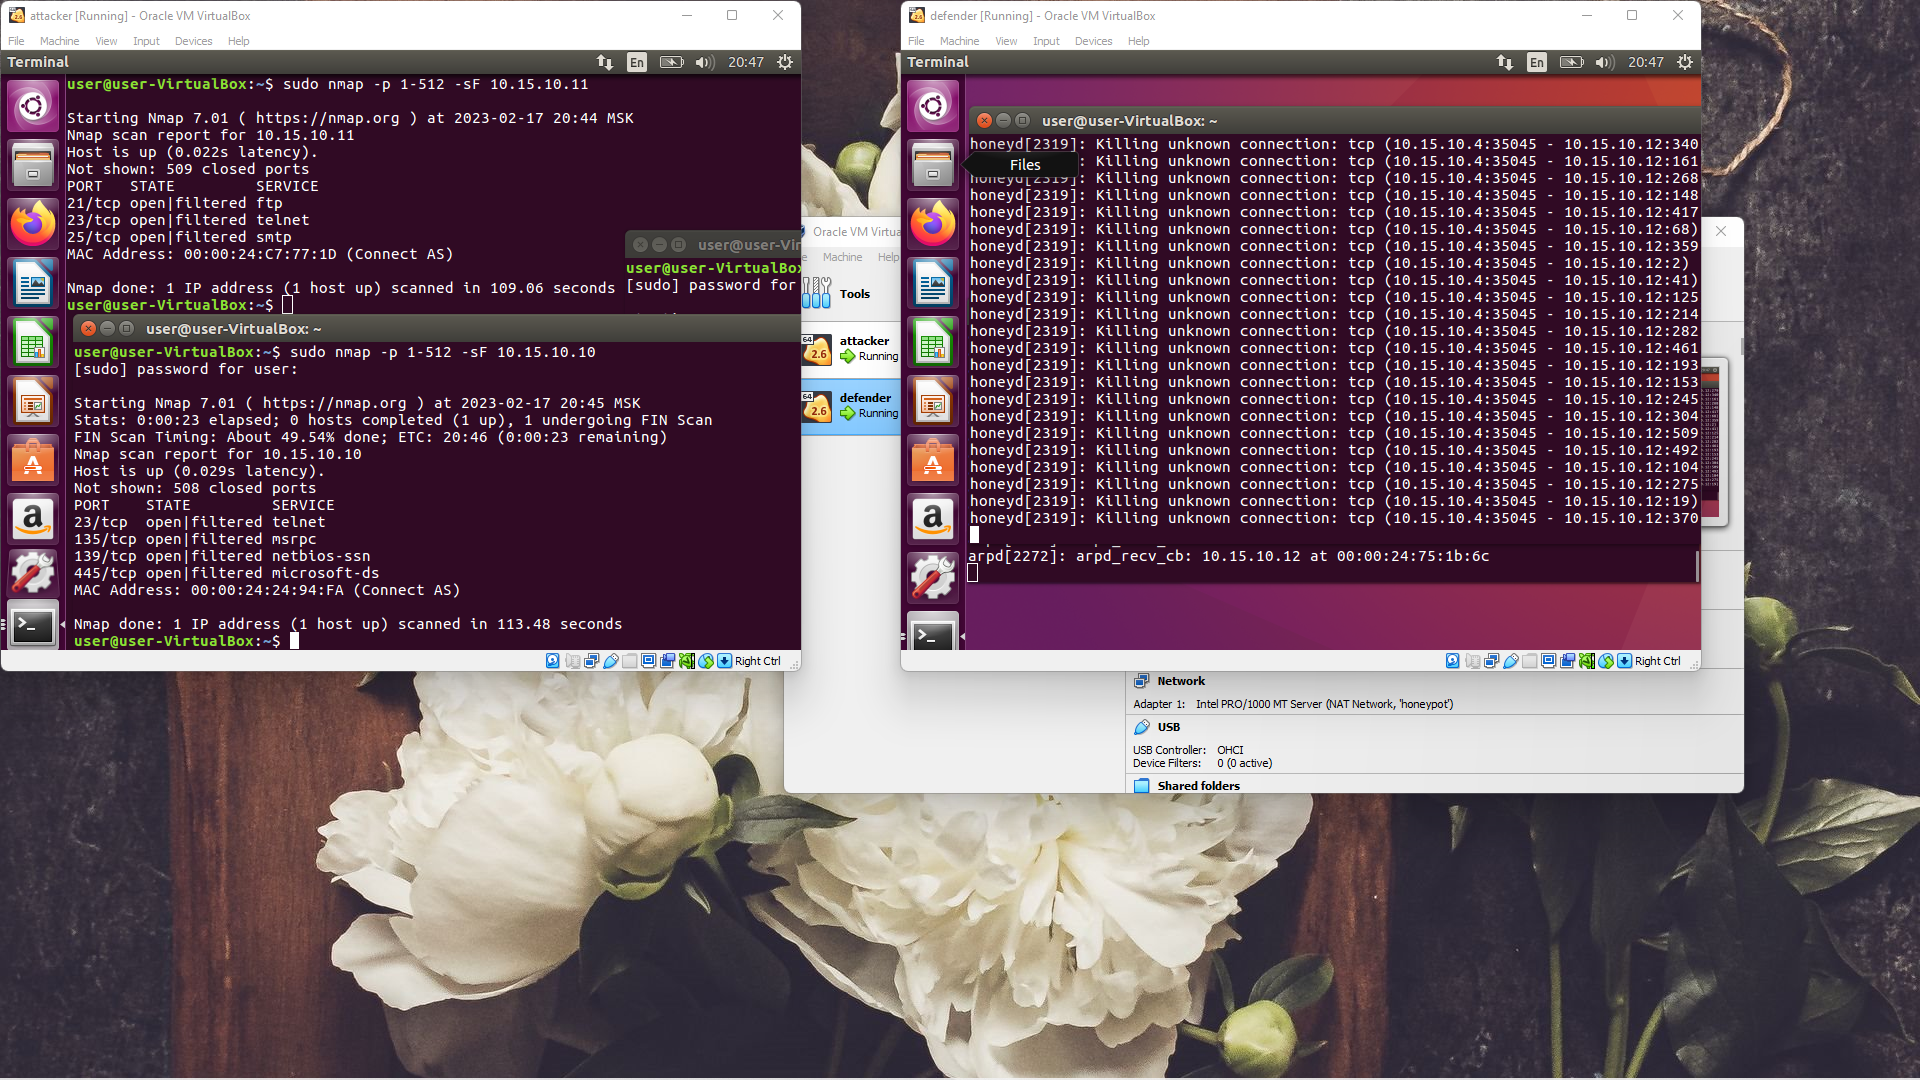 attacker [Running] - Oracle VM VirtualBox
File Machine View Input Devices Help
Terminal
En
20:47
user@user-VirtualBox:~$ sudo nmap -p 1-512 -sF 10.15.10.11
Starting Nmap 7.01 ( https://nmap.org ) at 2023-02-17 20:44 MSK
Nmap scan report for 10.15.10.11
Host is up (0.022s latency).
Not shown: 509 closed ports
PORT STATE SERVICE
21/tcp open|filtered ftp
23/tcp open|filtered telnet
25/tcp open|filtered smtp
MAC Address: 00:00:24:C7:77:1D (Connect AS)
Nmap done: 1 IP address (1 host up) scanned in 109.06 seconds
user@user-VirtualBox:~$
user@user-Vir
user@user-VirtualBox
[sudo] password for
user@user-VirtualBox: ~
user@user-VirtualBox:~$ sudo nmap -p 1-512 -sF 10.15.10.10
[sudo] password for user:
Starting Nmap 7.01 ( https://nmap.org ) at 2023-02-17 20:45 MSK
Stats: 0:00:23 elapsed; 0 hosts completed (1 up), 1 undergoing FIN Scan
FIN Scan Timing: About 49.54% done; ETC: 20:46 (0:00:23 remaining)
Nmap scan report for 10.15.10.10
Host is up (0.029s latency).
Not shown: 508 closed ports
PORT STATE SERVICE
23/tcp open|filtered telnet
135/tcp open|filtered msrpc
139/tcp open|filtered netbios-ssn
445/tcp open|filtered microsoft-ds
MAC Address: 00:00:24:24:94:FA (Connect AS)
Nmap done: 1 IP address (1 host up) scanned in 113.48 seconds
user@user-VirtualBox:~$
Right Ctrl
Oracle VM Virtua
Machine Help
Tools
64
2.6
attacker
Running
64
2.6
defender
Running
defender [Running] - Oracle VM VirtualBox
File Machine View Input Devices Help
Terminal
En
20:47
user@user-VirtualBox: ~
honeyd[2319]: Killing unknown connection: tcp (10.15.10.4:35045 - 10.15.10.12:340
Files
Killing unknown connection: tcp (10.15.10.4:35045 - 10.15.10.12:161
honeyd[2319]: Killing unknown connection: tcp (10.15.10.4:35045 - 10.15.10.12:268
honeyd[2319]: Killing unknown connection: tcp (10.15.10.4:35045 - 10.15.10.12:148
honeyd[2319]: Killing unknown connection: tcp (10.15.10.4:35045 - 10.15.10.12:417
honeyd[2319]: Killing unknown connection: tcp (10.15.10.4:35045 - 10.15.10.12:68)
honeyd[2319]: Killing unknown connection: tcp (10.15.10.4:35045 - 10.15.10.12:359
honeyd[2319]: Killing unknown connection: tcp (10.15.10.4:35045 - 10.15.10.12:2)
honeyd[2319]: Killing unknown connection: tcp (10.15.10.4:35045 - 10.15.10.12:41)
honeyd[2319]: Killing unknown connection: tcp (10.15.10.4:35045 - 10.15.10.12:125
honeyd[2319]: Killing unknown connection: tcp (10.15.10.4:35045 - 10.15.10.12:214
honeyd[2319]: Killing unknown connection: tcp (10.15.10.4:35045 - 10.15.10.12:282
honeyd[2319]: Killing unknown connection: tcp (10.15.10.4:35045 - 10.15.10.12:461
honeyd[2319]: Killing unknown connection: tcp (10.15.10.4:35045 - 10.15.10.12:193
honeyd[2319]: Killing unknown connection: tcp (10.15.10.4:35045 - 10.15.10.12:153
honeyd[2319]: Killing unknown connection: tcp (10.15.10.4:35045 - 10.15.10.12:245
honeyd[2319]: Killing unknown connection: tcp (10.15.10.4:35045 - 10.15.10.12:304
honeyd[2319]: Killing unknown connection: tcp (10.15.10.4:35045 - 10.15.10.12:509
honeyd[2319]: Killing unknown connection: tcp (10.15.10.4:35045 - 10.15.10.12:492
honeyd[2319]: Killing unknown connection: tcp (10.15.10.4:35045 - 10.15.10.12:104
honeyd[2319]: Killing unknown connection: tcp (10.15.10.4:35045 - 10.15.10.12:275
honeyd[2319]: Killing unknown connection: tcp (10.15.10.4:35045 - 10.15.10.12:19)
honeyd[2319]: Killing unknown connection: tcp (10.15.10.4:35045 - 10.15.10.12:370
arpd[2272]: arpd_recv_cb: 10.15.10.12 at 00:00:24:75:1b:6c
Right Ctrl
Network
Adapter 1: Intel PRO/1000 MT Server (NAT Network, 'honeypot')
USB
USB Controller: OHCI
Device Filters: 0 (0 active)
Shared folders